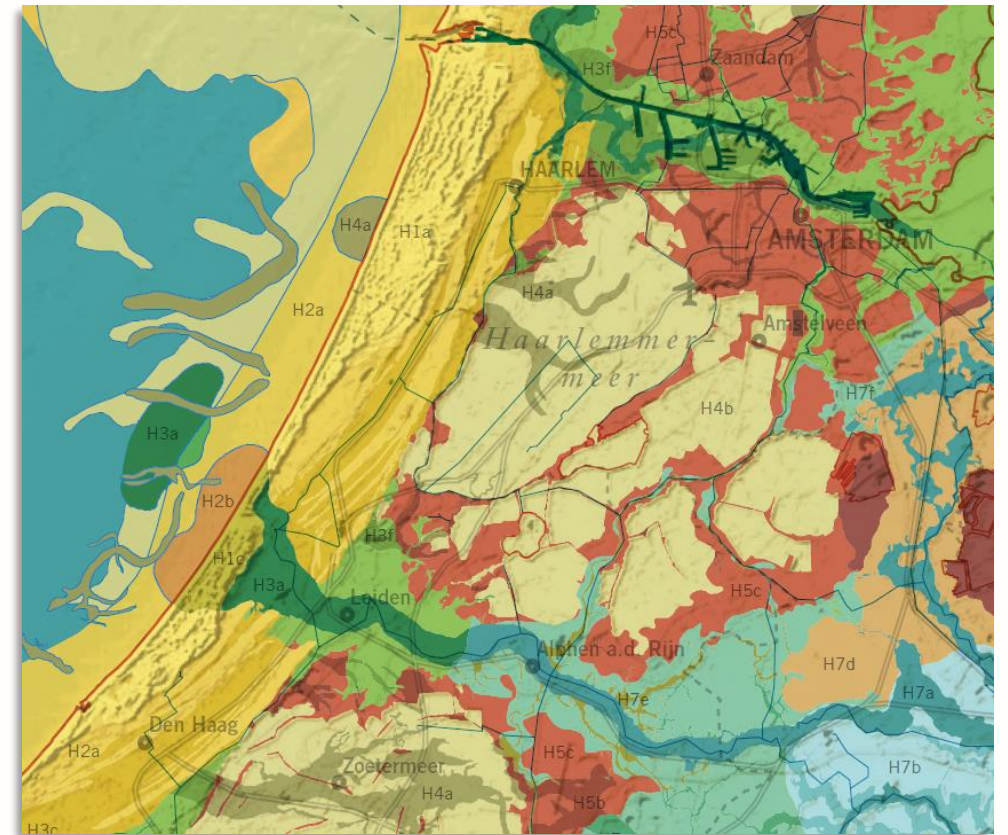 H5c
Zaandam
H3f
HAARLEM
H4a
H1a
AMSTERDAM
H4a
H2a
Haarlemmer-
meer
Amstelveen
H7f
H4b
H3a
H2b
H3f
H1c
H3a
Leiden
H5c
Alphen a.d. Rijn
H7d
H7e
H7a
Den Haag
H2a
Zoetermeer
H5c
H7b
H4a
H5b
H3c